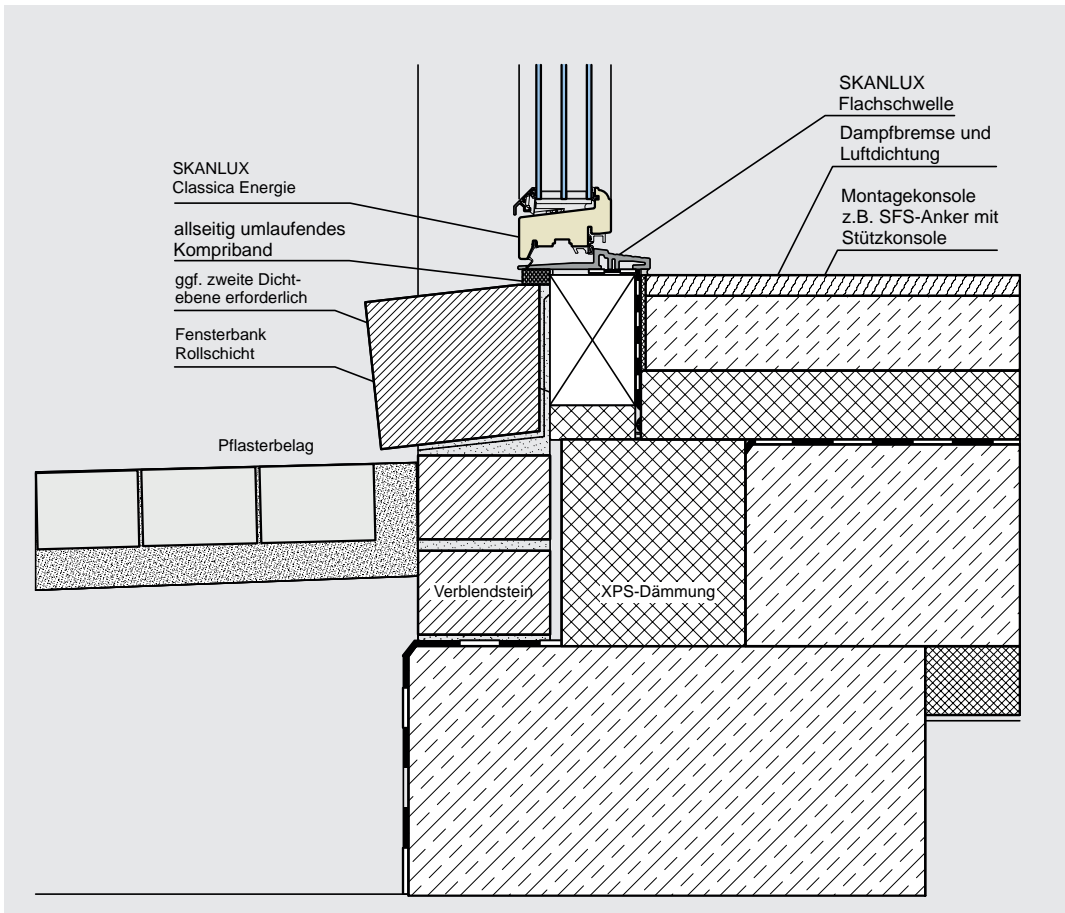 SKANLUX
Classica Energie
allseitig umlaufendes
Kompriband
ggf. zweite Dicht-
ebene erforderlich
Fensterbank
Rollschicht
Pflasterbelag
SKANLUX
Flachschwelle
Dampfbremse und
Luftdichtung
Montagekonsole
z.B. SFS-Anker mit
Stützkonsole
Verblendstein
XPS-Dämmung